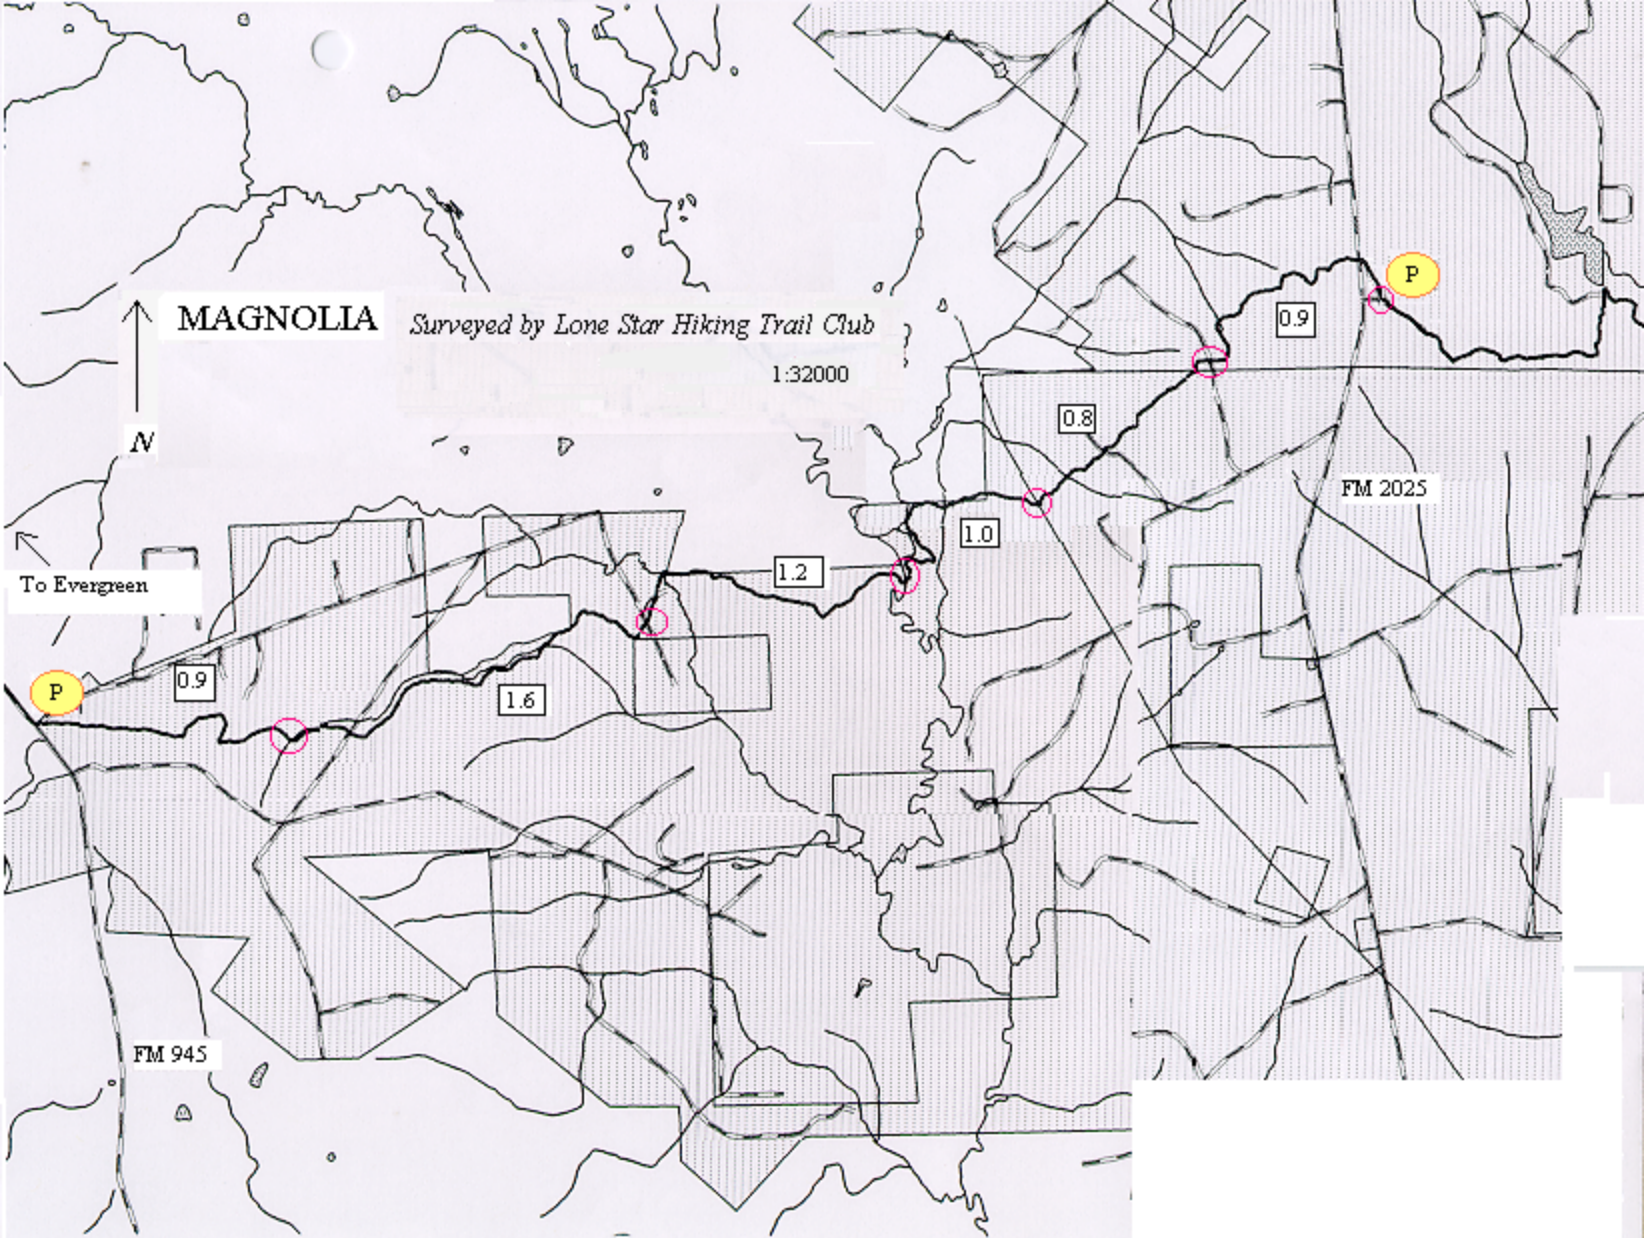 P
0.9
MAGNOLIA
Surveyed by Lone Star Hiking Trail Club
1:32000
N
0.8
FM 2025
1.0
To Evergreen
1.2
P
0.9
1.6
FM 945